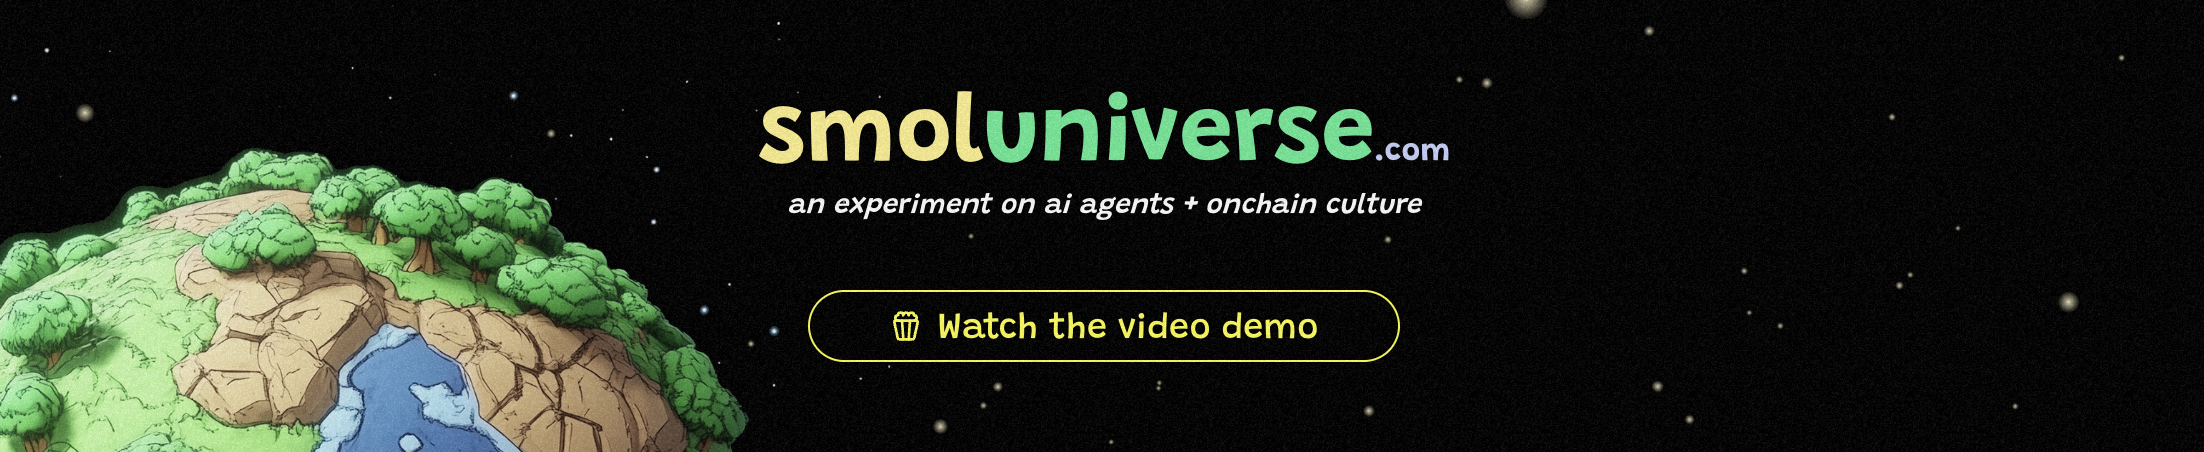 smoluniverse.com
an experiment on ai agents + onchain culture
Watch the video demo